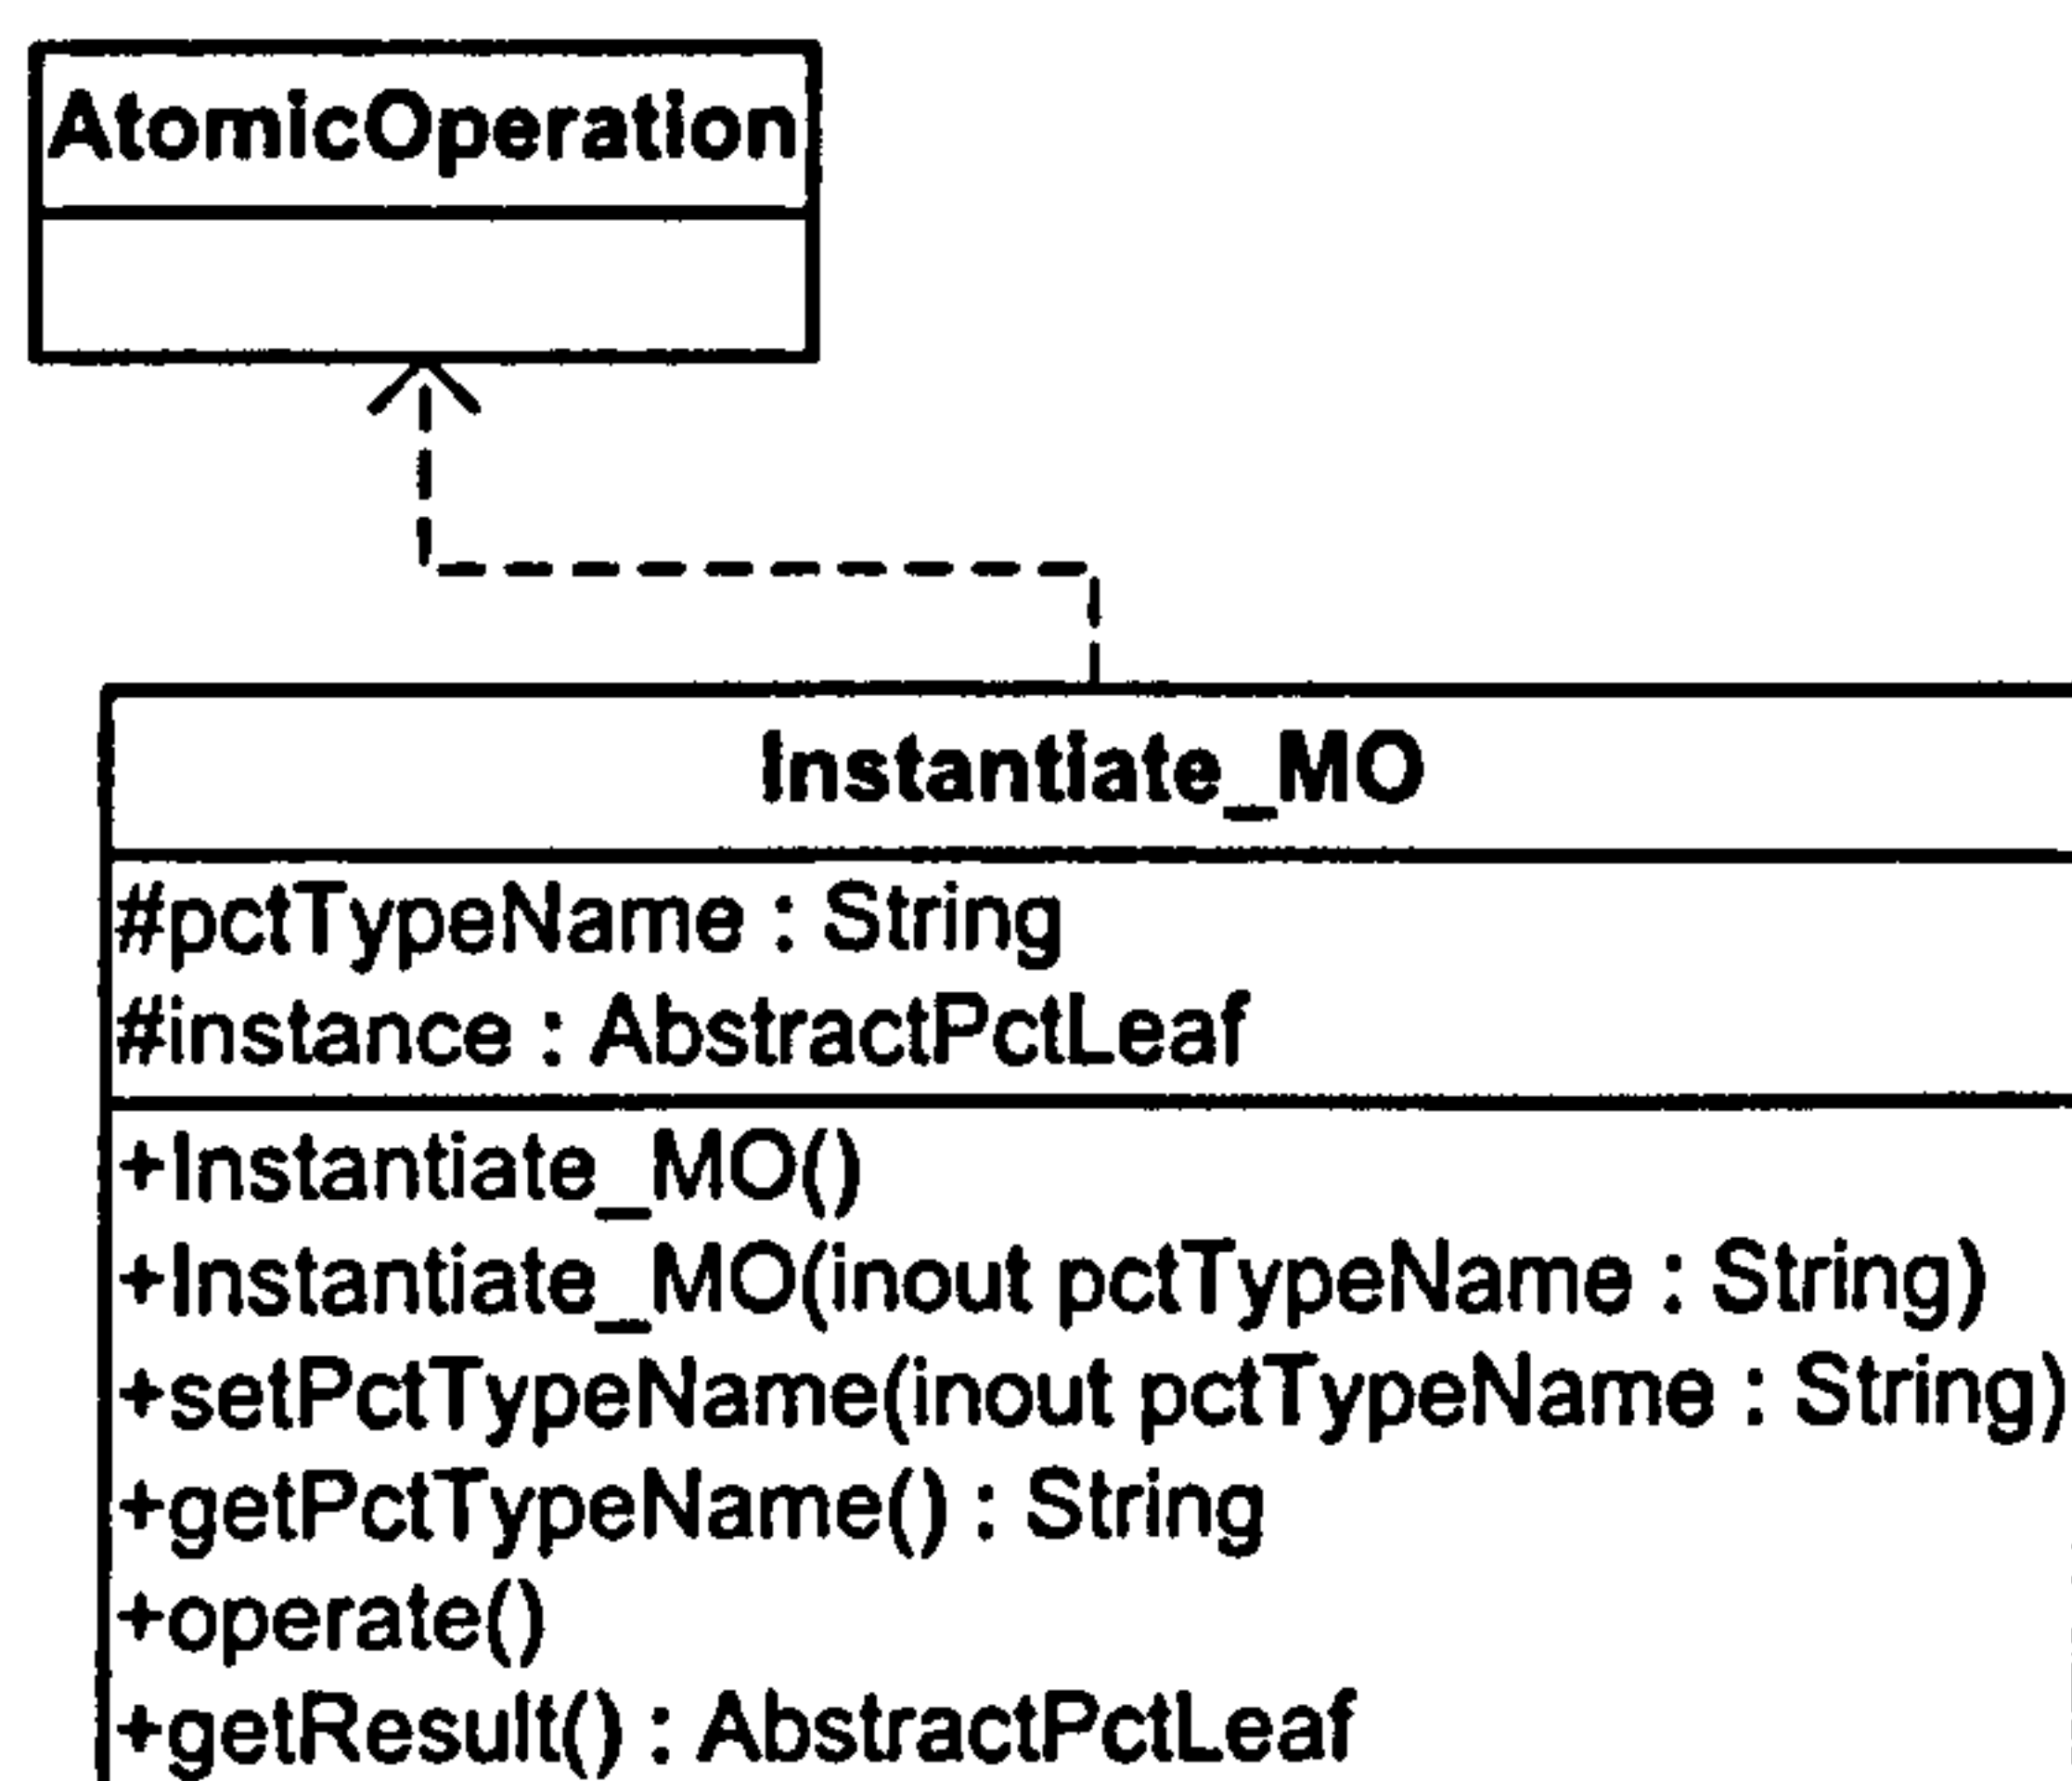 AtomicOperation
Instantiate_MO
#pctTypeName : String
#instance : AbstractPctLeaf
+Instantiate_MO()
+Instantiate_MO(inout pctTypeName : String)
+setPctTypeName(inout pctTypeName : String)
+getPctTypeName() : String
+operate()
+getResult() : AbstractPctLeaf